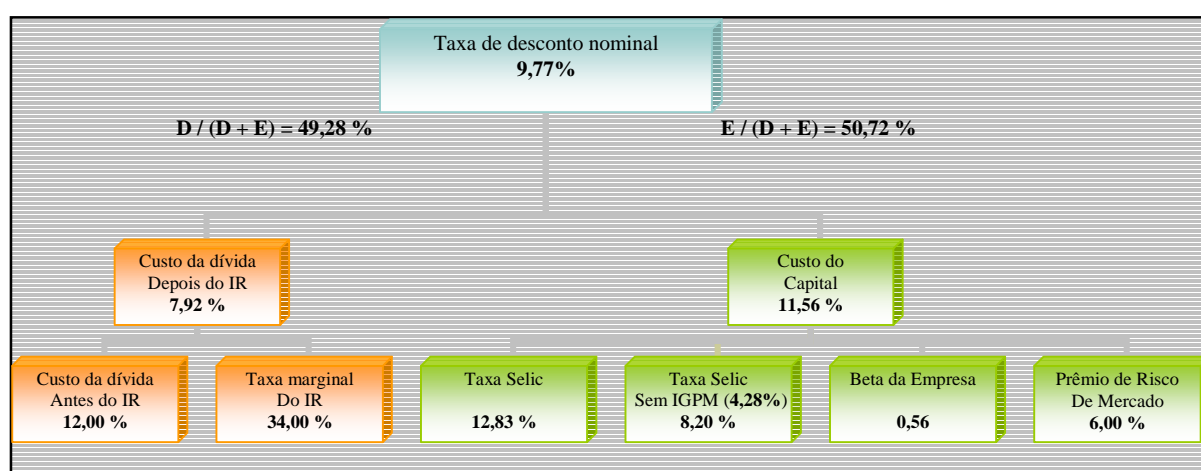 Taxa de desconto nominal
9,77%
D / (D + E) = 49,28 %
E / (D + E) = 50,72 %
Custo da dívida
Depois do IR
7,92 %
Custo do
Capital
11,56 %
Custo da dívida
Antes do IR
12,00 %
Taxa marginal
Do IR
34,00 %
Taxa Selic
12,83 %
Taxa Selic
Sem IGPM (4,28%)
8,20 %
Beta da Empresa
0,56
Prêmio de Risco
De Mercado
6,00 %